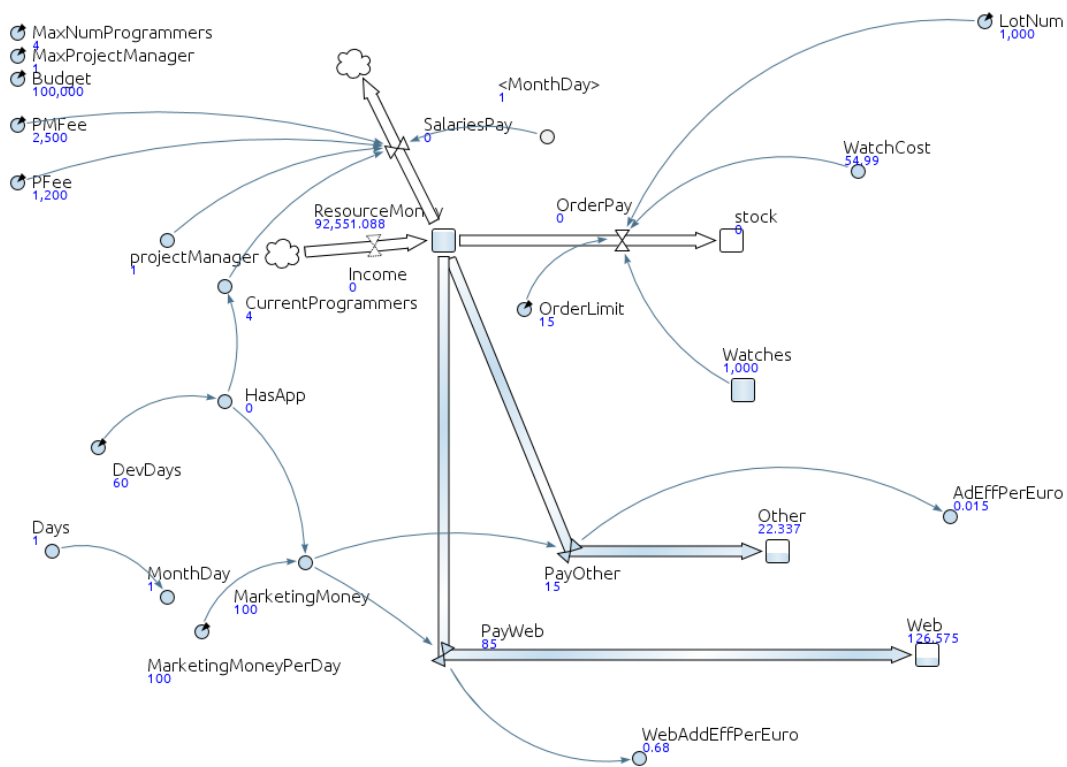 MaxNumProgrammers
4
MaxProjectManager
1
Budget
100,000
LotNum
1,000
<MonthDay>
1
PMFee
2,500
SalariesPay
0
WatchCost
54.99
PFee
1,200
ResourceMoney
92,551.088
OrderPay
0
stock
0
projectManager
1
Income
0
CurrentProgrammers
4
OrderLimit
15
Watches
1,000
HasApp
0
DevDays
60
AdEffPerEuro
0.015
Other
22.337
Days
1
MonthDay
1
PayOther
15
MarketingMoney
100
PayWeb
85
Web
126.575
MarketingMoneyPerDay
100
WebAddEffPerEuro
0.68